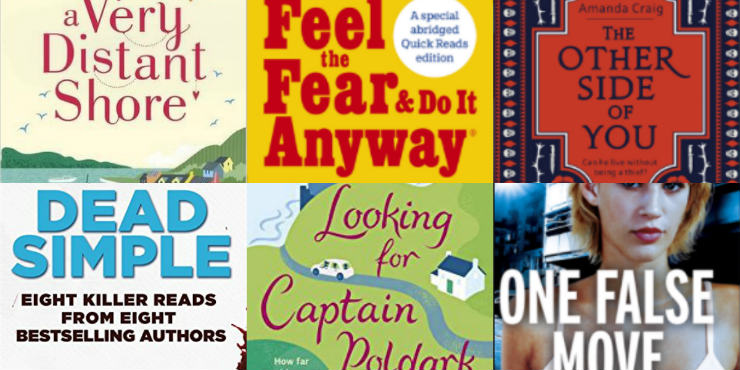 a Very
Distant
Shore
Feel
the
Fear & Do It
Anyway®
A special
abridged
Quick Reads
edition
Amanda Craig
THE
OTHER
SIDE
OF
YOU
Can he live without
being a thief?
DEAD
SIMPLE
EIGHT KILLER READS
FROM EIGHT
BESTSELLING AUTHORS
Looking
for
Captain
Poldark
How far
ONE FALSE
MOVE